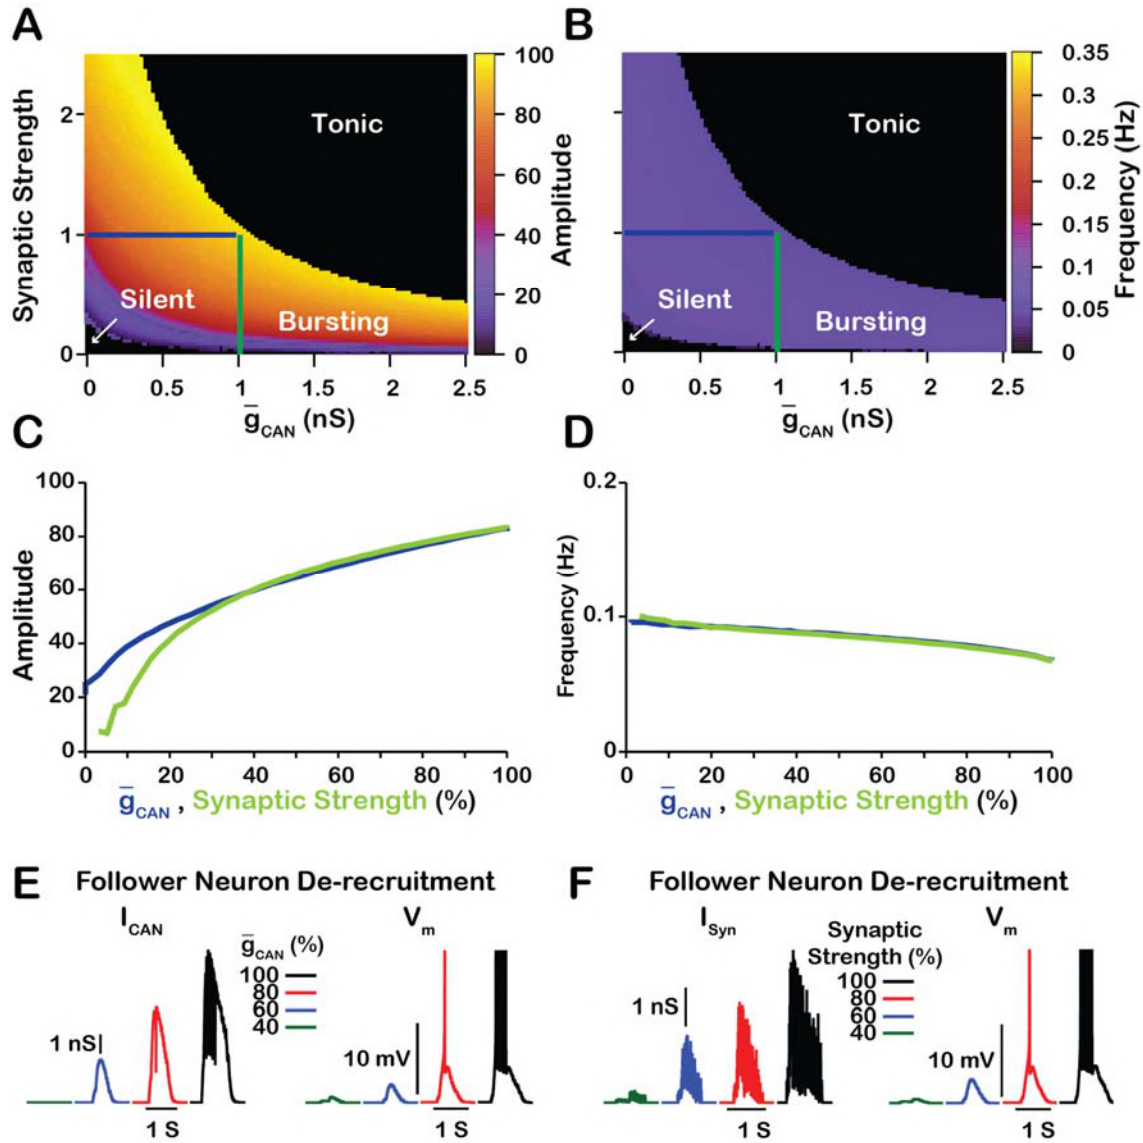 A
B
Synaptic Strength
2
1
0
Tonic
Silent
Bursting
0
0.5
1
1.5
2
2.5
g̅CAN (nS)
100
80
60
40
20
0
Amplitude
Tonic
Silent
Bursting
0
0.5
1
1.5
2
2.5
g̅CAN (nS)
0.35
0.3
0.25
0.2
0.15
0.1
0.05
0
Frequency (Hz)
C
D
Amplitude
100
80
60
40
20
0
0
20
40
60
80
100
g̅CAN , Synaptic Strength (%)
Frequency (Hz)
0.2
0.1
0
0
20
40
60
80
100
g̅CAN , Synaptic Strength (%)
E
Follower Neuron De-recruitment
ICAN
Vm
g̅CAN (%)
100
80
60
40
1 nS
10 mV
1 S
1 S
F
Follower Neuron De-recruitment
ISyn
Vm
Synaptic
Strength (%)
100
80
60
40
1 nS
10 mV
1 S
1 S